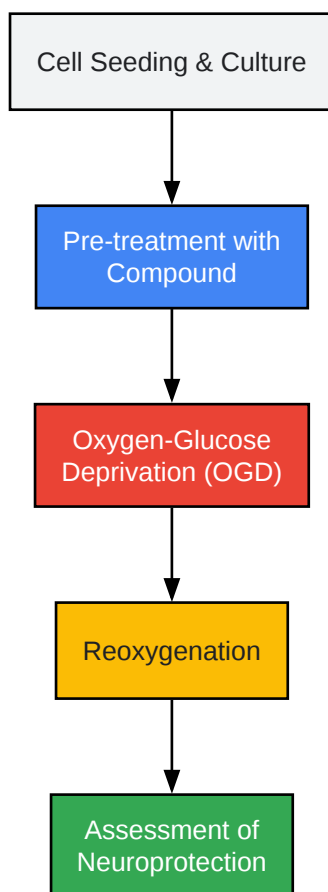 Cell Seeding & Culture
Pre-treatment with
Compound
Oxygen-Glucose
Deprivation (OGD)
Reoxygenation
Assessment of
Neuroprotection